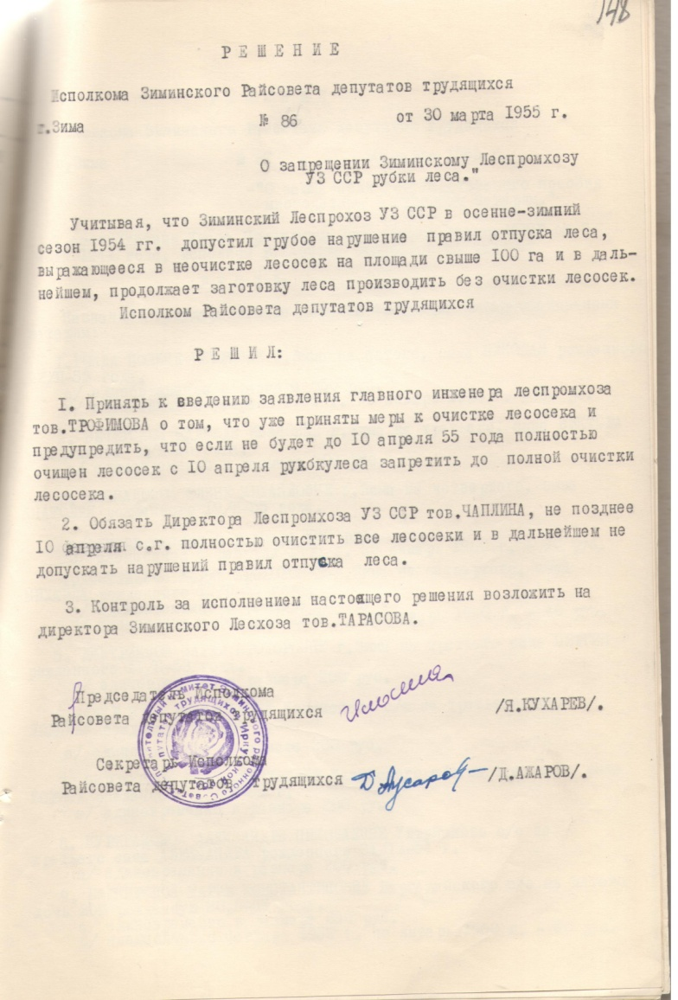 148
РЕШЕНИЕ
Исполкома Зиминского Райсовета депутатов трудящихся
г.Зима № 86 от 30 марта 1955 г.
О запрещении Зиминскому Леспромхозу
УЗ ССР рубки леса."
Учитывая, что Зиминский Леспрохоз УЗ ССР в осенне-зимний
сезон 1954 гг. допустил грубое нарушение правил отпуска леса,
выражающееся в неочистке лесосек на площади свыше 100 га и в даль-
нейшем, продолжает заготовку леса производить без очистки лесосек.
Исполком Райсовета депутатов трудящихся
РЕШИЛ:
1. Принять к введению заявления главного инженера леспромхоза
тов.ТРОФИМОВА о том, что уже приняты меры к очистке лесосека и
предупредить, что если не будет до 10 апреля 55 года полностью
очищен лесосек с 10 апреля рукбкулеса запретить до полной очистки
лесосека.
2. Обязать Директора Леспромхоза УЗ ССР тов.ЧАПЛИНА, не позднее
10 апреля с.г. полностью очистить все лесосеки и в дальнейшем не
допускать нарушений правил отпуска леса.
3. Контроль за исполнением настоящего решения возложить на
директора Зиминского Лесхоза тов.ТАРАСОВА.
Председатель Исполкома
Райсовета депутатов трудящихся /Я.КУХАРЕВ/.
Секретарь Исполкома
Райсовета депутатов трудящихся /Д.АЖАРОВ/.